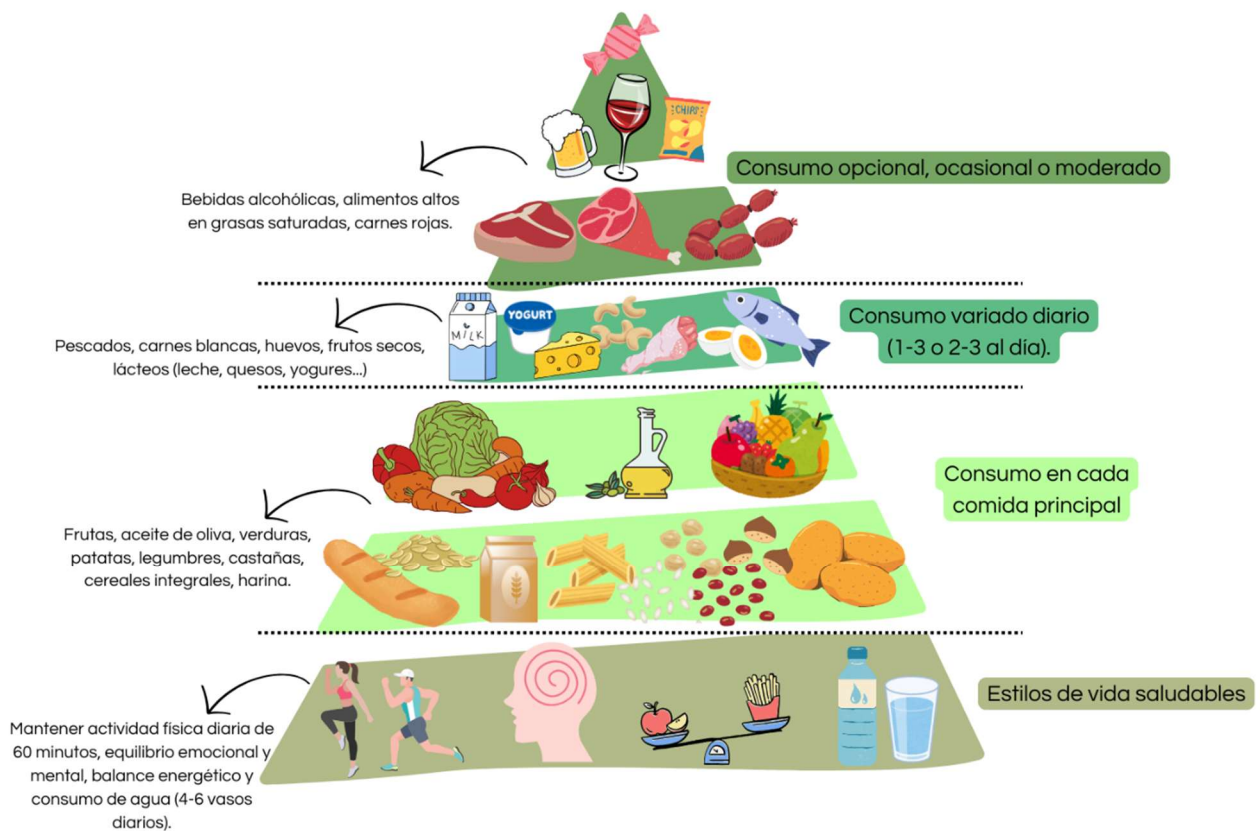 CHIPS
Consumo opcional, ocasional o moderado
Bebidas alcohólicas, alimentos altos
en grasas saturadas, carnes rojas.
MILK
YOGURT
Consumo variado diario
(1-3 o 2-3 al día).
Pescados, carnes blancas, huevos, frutos secos,
lácteos (leche, quesos, yogures...)
Consumo en cada
comida principal
Frutas, aceite de oliva, verduras,
patatas, legumbres, castañas,
cereales integrales, harina.
Estilos de vida saludables
Mantener actividad física diaria de
60 minutos, equilibrio emocional y
mental, balance energético y
consumo de agua (4-6 vasos
diarios).